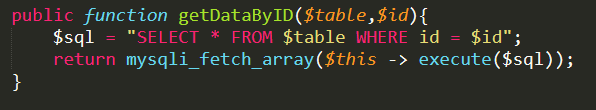 public function getDataByID($table,$id){
$sql = "SELECT * FROM $table WHERE id = $id";
return mysqli_fetch_array($this -> execute($sql));
}